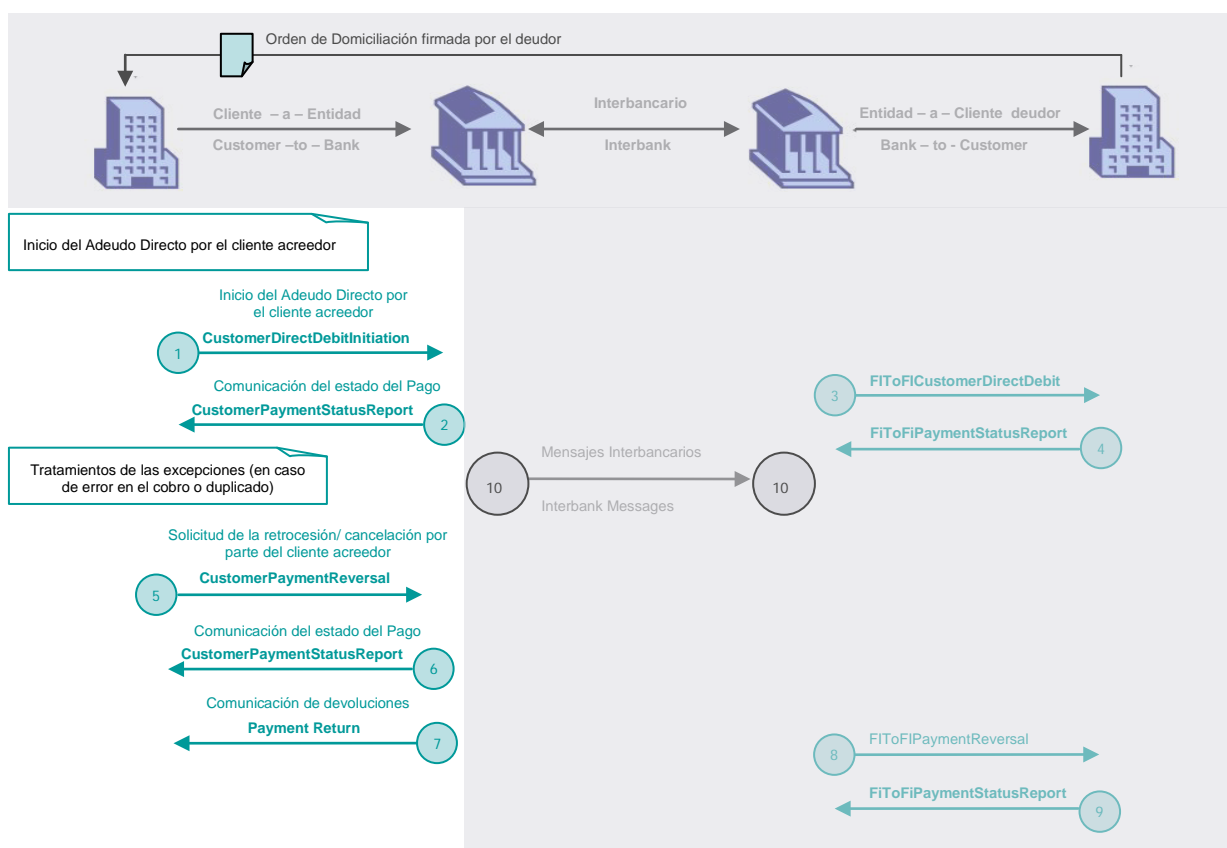 Orden de Domiciliación firmada por el deudor
Cliente – a – Entidad
Customer –to – Bank
Interbancario
Interbank
Entidad – a – Cliente deudor
Bank – to - Customer
Inicio del Adeudo Directo por el cliente acreedor
Inicio del Adeudo Directo por
el cliente acreedor
CustomerDirectDebitInitiation
1
Comunicación del estado del Pago
CustomerPaymentStatusReport
2
FIToFICustomerDirectDebit
3
FiToFiPaymentStatusReport
4
Tratamientos de las excepciones (en caso
de error en el cobro o duplicado)
Mensajes Interbancarios
10
10
Interbank Messages
Solicitud de la retrocesión/ cancelación por
parte del cliente acreedor
CustomerPaymentReversal
5
Comunicación del estado del Pago
CustomerPaymentStatusReport
6
Comunicación de devoluciones
Payment Return
7
FIToFIPaymentReversal
8
FiToFiPaymentStatusReport
9